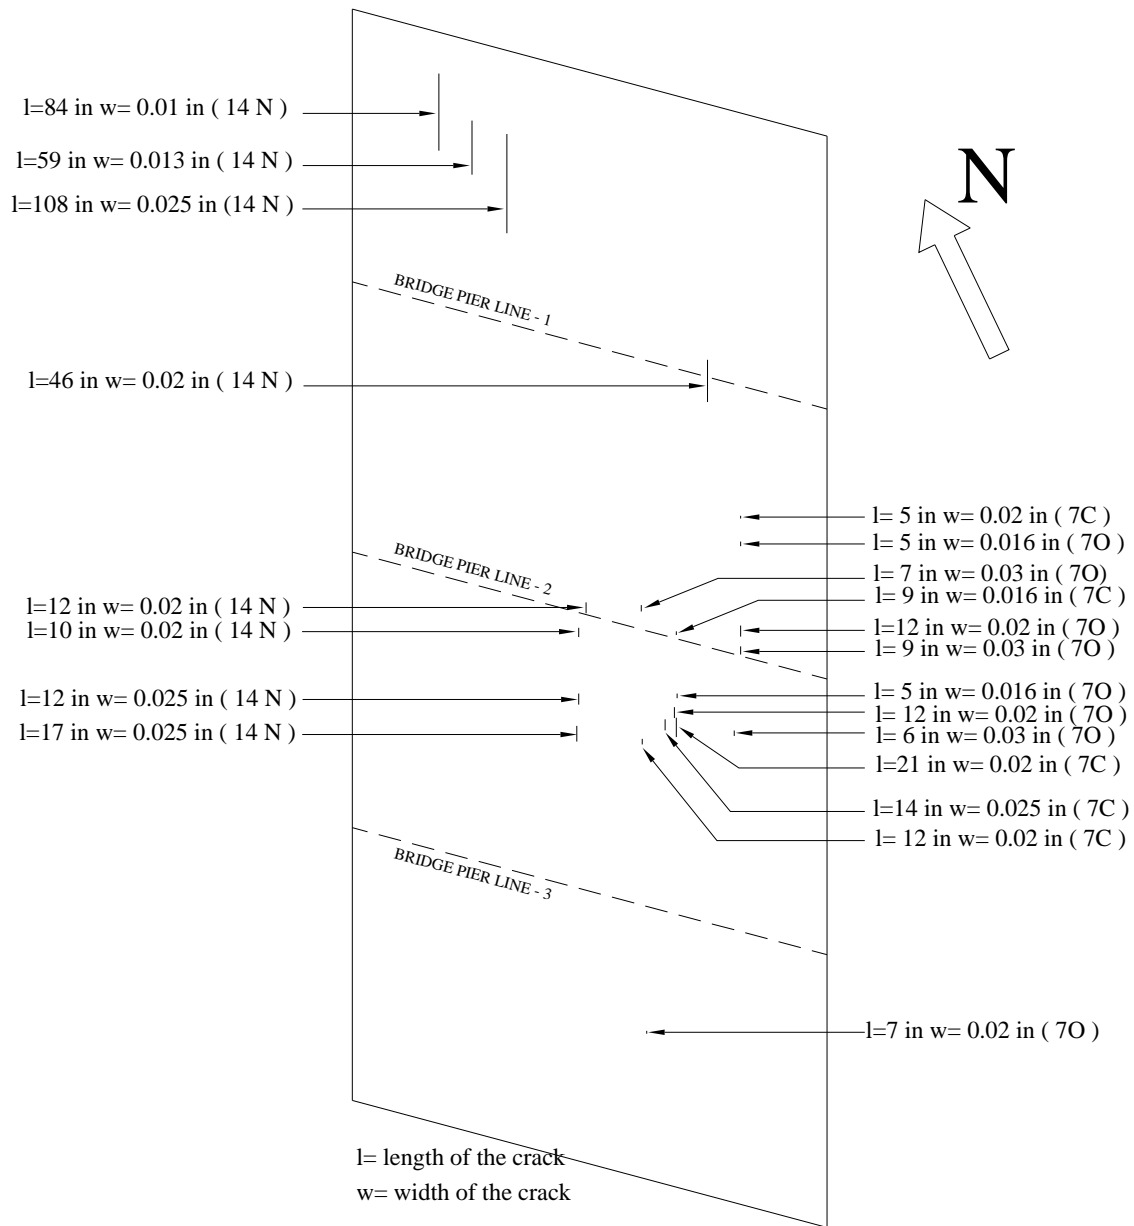 l=84 in w= 0.01 in ( 14 N )
l=59 in w= 0.013 in ( 14 N )
l=108 in w= 0.025 in (14 N )
N
BRIDGE PIER LINE - 1
l=46 in w= 0.02 in ( 14 N )
l= 5 in w= 0.02 in ( 7C )
l= 5 in w= 0.016 in ( 7O )
BRIDGE PIER LINE - 2
l= 7 in w= 0.03 in ( 7O)
l= 9 in w= 0.016 in ( 7C )
l=12 in w= 0.02 in ( 14 N )
l=10 in w= 0.02 in ( 14 N )
l=12 in w= 0.02 in ( 7O )
l= 9 in w= 0.03 in ( 7O )
l=12 in w= 0.025 in ( 14 N )
l=17 in w= 0.025 in ( 14 N )
l= 5 in w= 0.016 in ( 7O )
l= 12 in w= 0.02 in ( 7O )
l= 6 in w= 0.03 in ( 7O )
l=21 in w= 0.02 in ( 7C )
l=14 in w= 0.025 in ( 7C )
l= 12 in w= 0.02 in ( 7C )
BRIDGE PIER LINE - 3
l=7 in w= 0.02 in ( 7O )
l= length of the crack
w= width of the crack